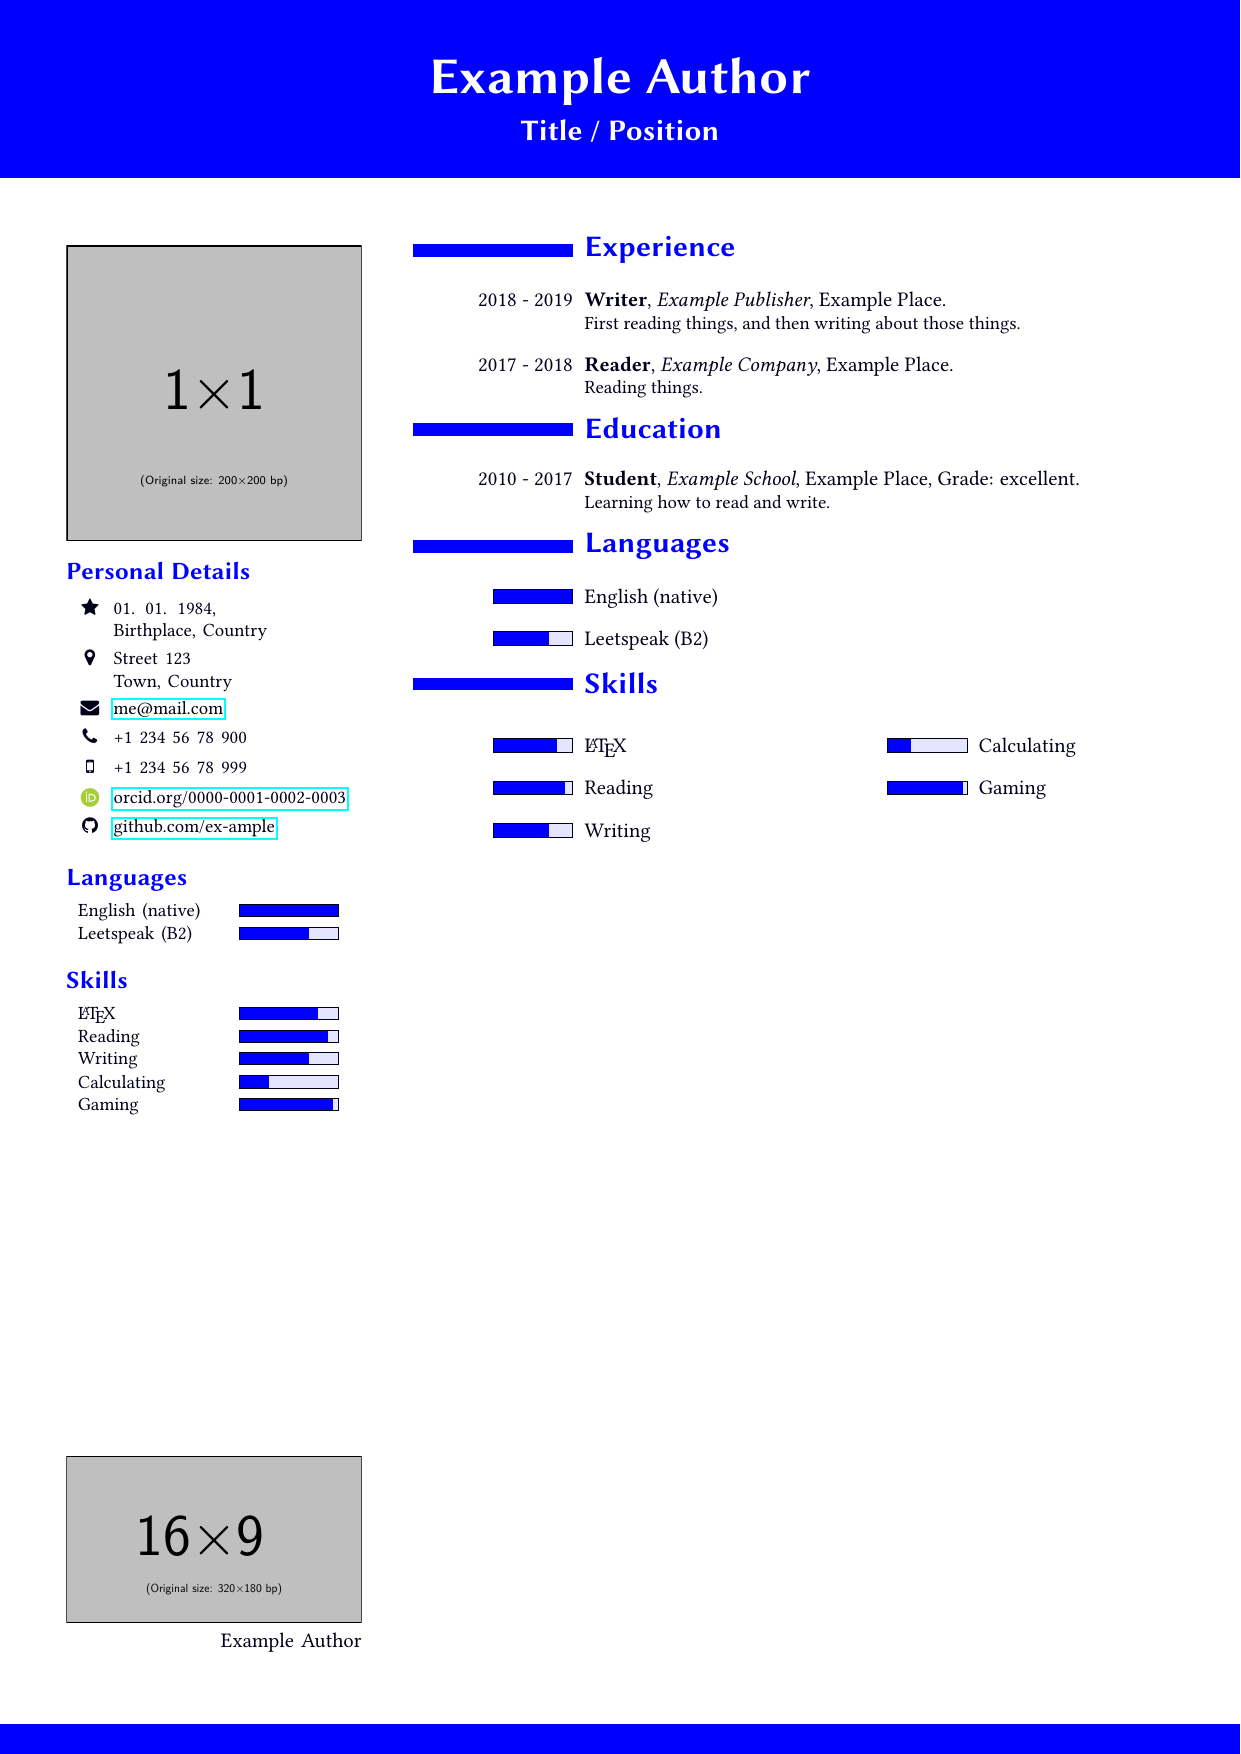 Example Author
Title / Position
1×1
(Original size: 200×200 bp)
Personal Details
01. 01. 1984,
Birthplace, Country
Street 123
Town, Country
me@mail.com
+1 234 56 78 900
+1 234 56 78 999
iD
orcid.org/0000-0001-0002-0003
github.com/ex-ample
Languages
English (native)
Leetspeak (B2)
Skills
LATEX
Reading
Writing
Calculating
Gaming
16×9
(Original size: 320×180 bp)
Example Author
Experience
2018 - 2019 Writer, Example Publisher, Example Place.
First reading things, and then writing about those things.
2017 - 2018 Reader, Example Company, Example Place.
Reading things.
Education
2010 - 2017 Student, Example School, Example Place, Grade: excellent.
Learning how to read and write.
Languages
English (native)
Leetspeak (B2)
Skills
LATEX
Calculating
Reading
Gaming
Writing